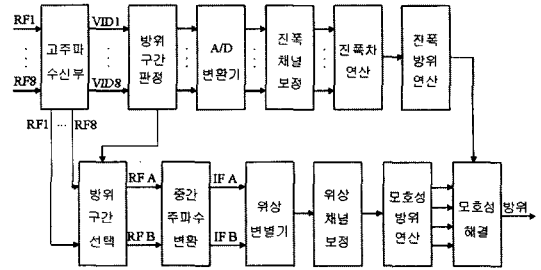 RF1
RF8
고주파
수신부
VID1
VID8
방위
구간
판정
A/D
변환기
진폭
채널
보정
진폭차
연산
진폭
방위
연산
RF1 ... RF8
방위
구간
선택
RF A
RF B
중간
주파수
변환
IF A
IF B
위상
변별기
위상
채널
보정
모호성
방위
연산
모호성
해결
방위